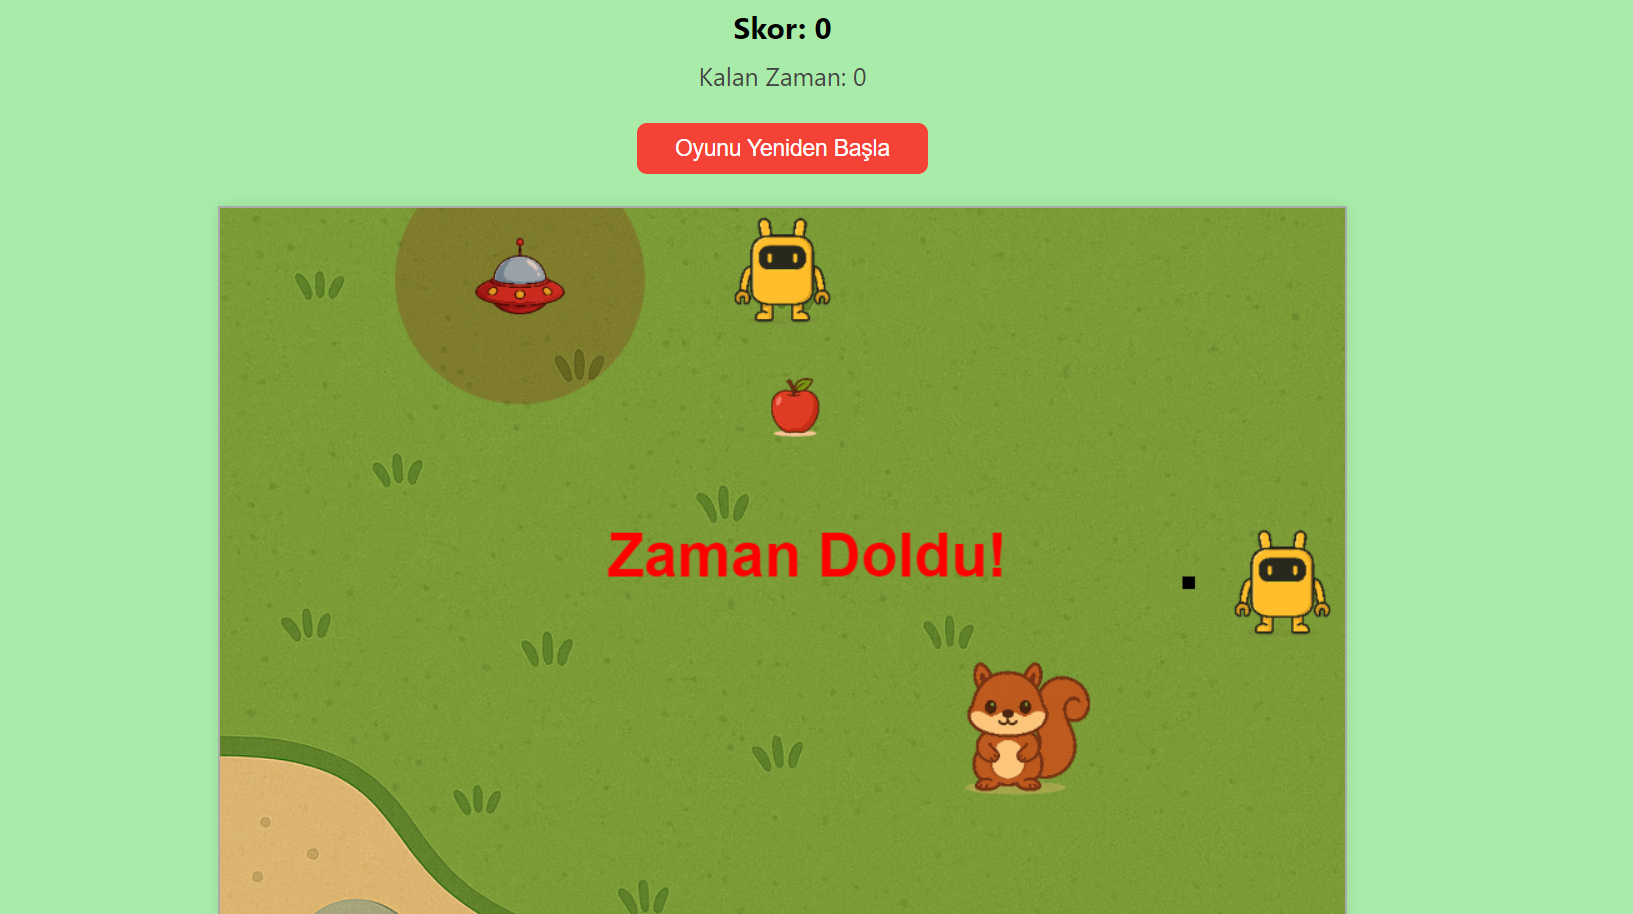 Skor: 0
Kalan Zaman: 0
Oyunu Yeniden Başla
Zaman Doldu!